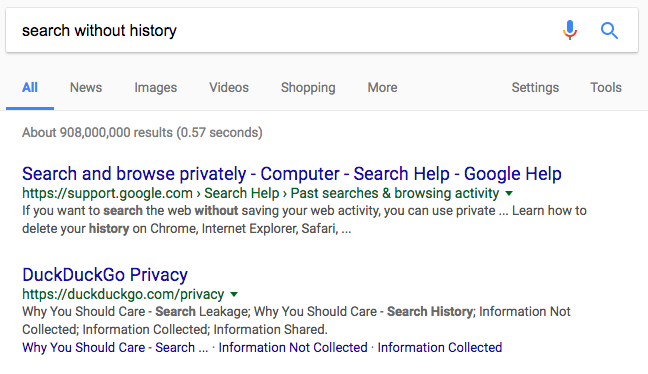 search without history
All News Images Videos Shopping More Settings Tools
About 908,000,000 results (0.57 seconds)
Search and browse privately - Computer - Search Help - Google Help
https://support.google.com › Search Help › Past searches & browsing activity
If you want to search the web without saving your web activity, you can use private ... Learn how to
delete your history on Chrome, Internet Explorer, Safari, ...
DuckDuckGo Privacy
https://duckduckgo.com/privacy
Why You Should Care - Search Leakage; Why You Should Care - Search History; Information Not
Collected; Information Collected; Information Shared.
Why You Should Care - Search ... · Information Not Collected · Information Collected